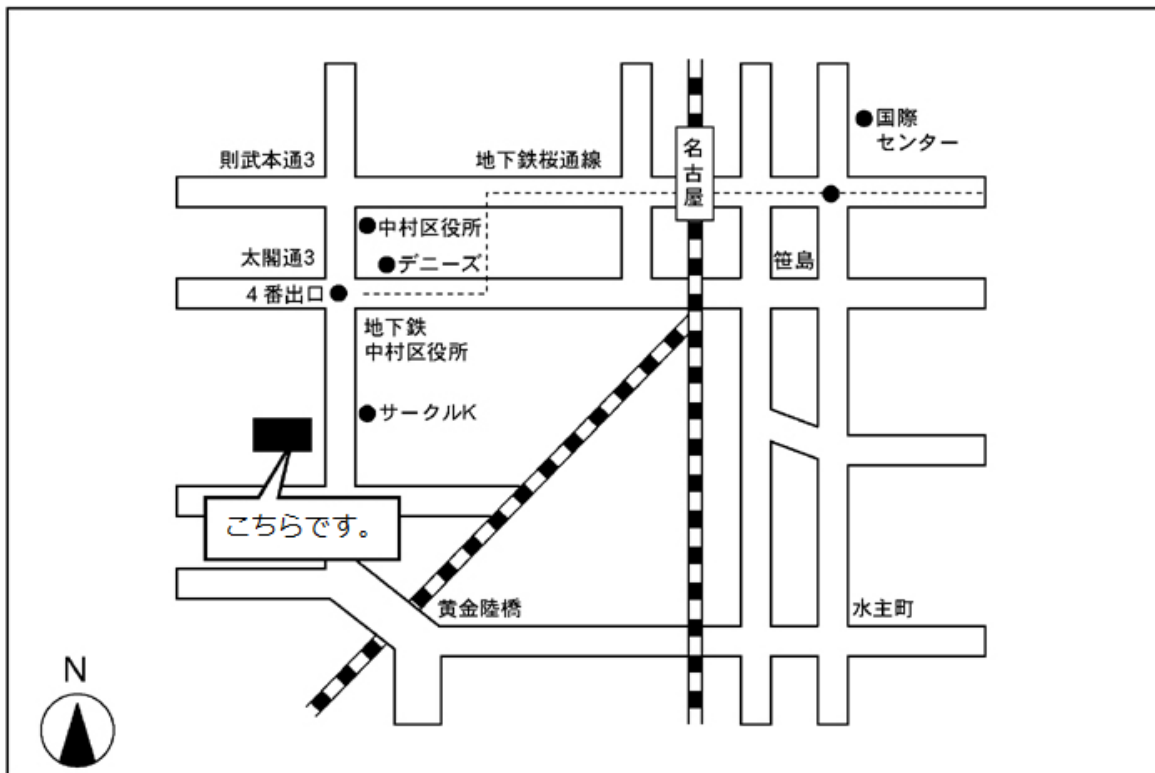 国際
センター
則武本通3
地下鉄桜通線
名古屋
中村区役所
太閤通3
デニーズ
笹島
4番出口
地下鉄
中村区役所
サークルK
こちらです。
黄金陸橋
水主町
N